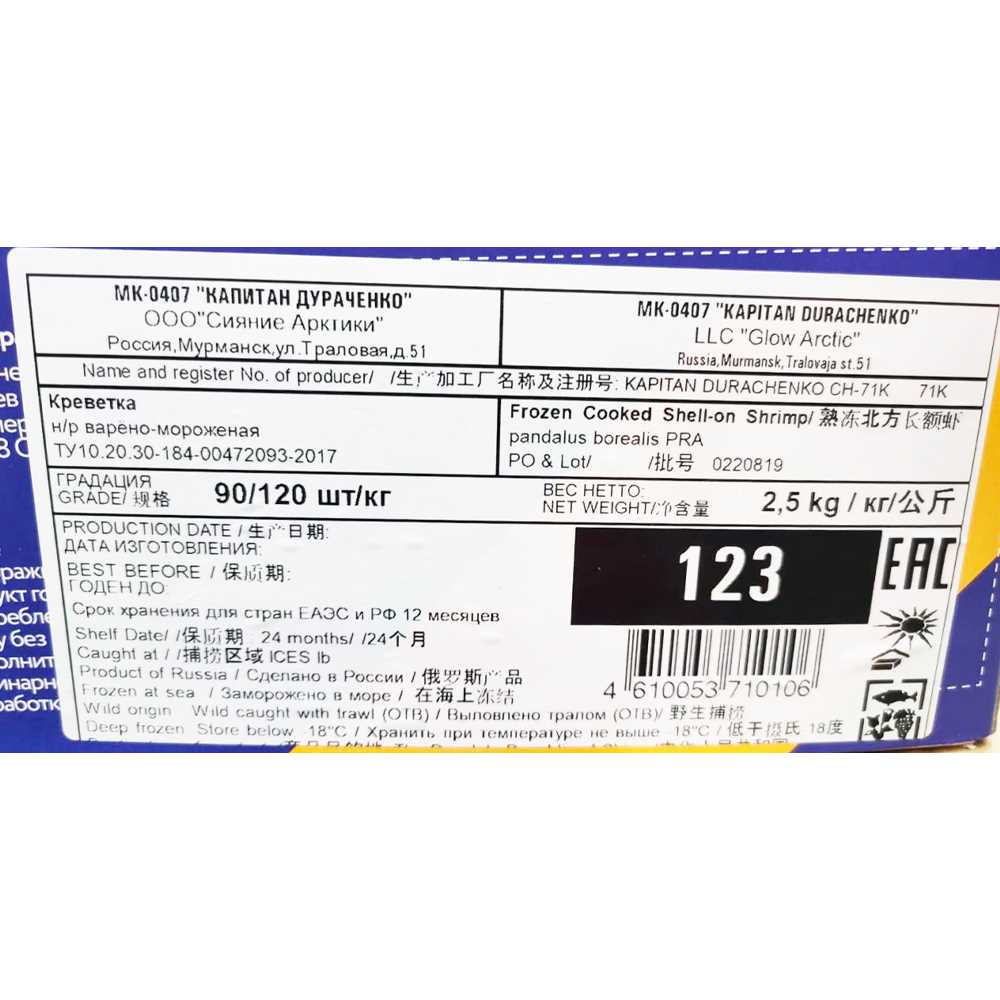 МК-0407 "КАПИТАН ДУРАЧЕНКО"
ООО"Сияние Арктики"
Россия,Мурманск,ул.Траловая,д.51
МК-0407 "KAPITAN DURACHENKO"
LLC "Glow Arctic"
Russia,Murmansk,Tralovaja st.51
Name and register No. of producer/ /生产加工厂名称及注册号: KAPITAN DURACHENKO CH-71K 71K
Креветка
н/р варено-мороженая
ТУ10.20.30-184-00472093-2017
Frozen Cooked Shell-on Shrimp/ 熟冻北方长额虾
pandalus borealis PRA
PO & Lot/ /批号 0220819
ГРАДАЦИЯ
GRADE/ 规格 90/120 шт/кг
ВЕС НЕТТО:
NET WEIGHT/净含量 2,5 kg / кг/公斤
PRODUCTION DATE / 生产日期:
ДАТА ИЗГОТОВЛЕНИЯ:
BEST BEFORE / 保质期:
ГОДЕН ДО:
123
EAC
Срок хранения для стран ЕАЭС и РФ 12 месяцев
Shelf Date/ /保质期 24 months/ /24个月
Caught at / /捕捞区域 ICES Ib
Product of Russia / Сделано в России / 俄罗斯产品
Frozen at sea / Заморожено в море / 在海上冻结
Wild origin Wild caught with trawl (OTB) / Выловлено тралом (OTB)/ 野生捕捞
Deep frozen Store below -18°C / Хранить при температуре не выше -18°C / 低于摄氏 18度
4 610053 710106